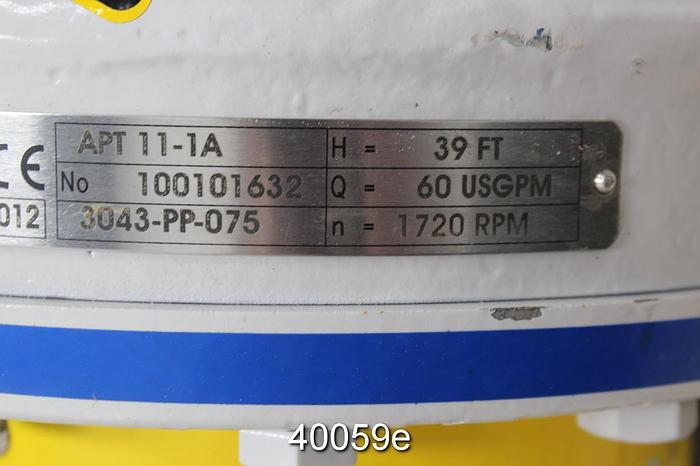 APT 11-1A H = 39 FT
CE No 100101632 Q = 60 USGPM
012 3043-PP-075 n = 1720 RPM
40059e